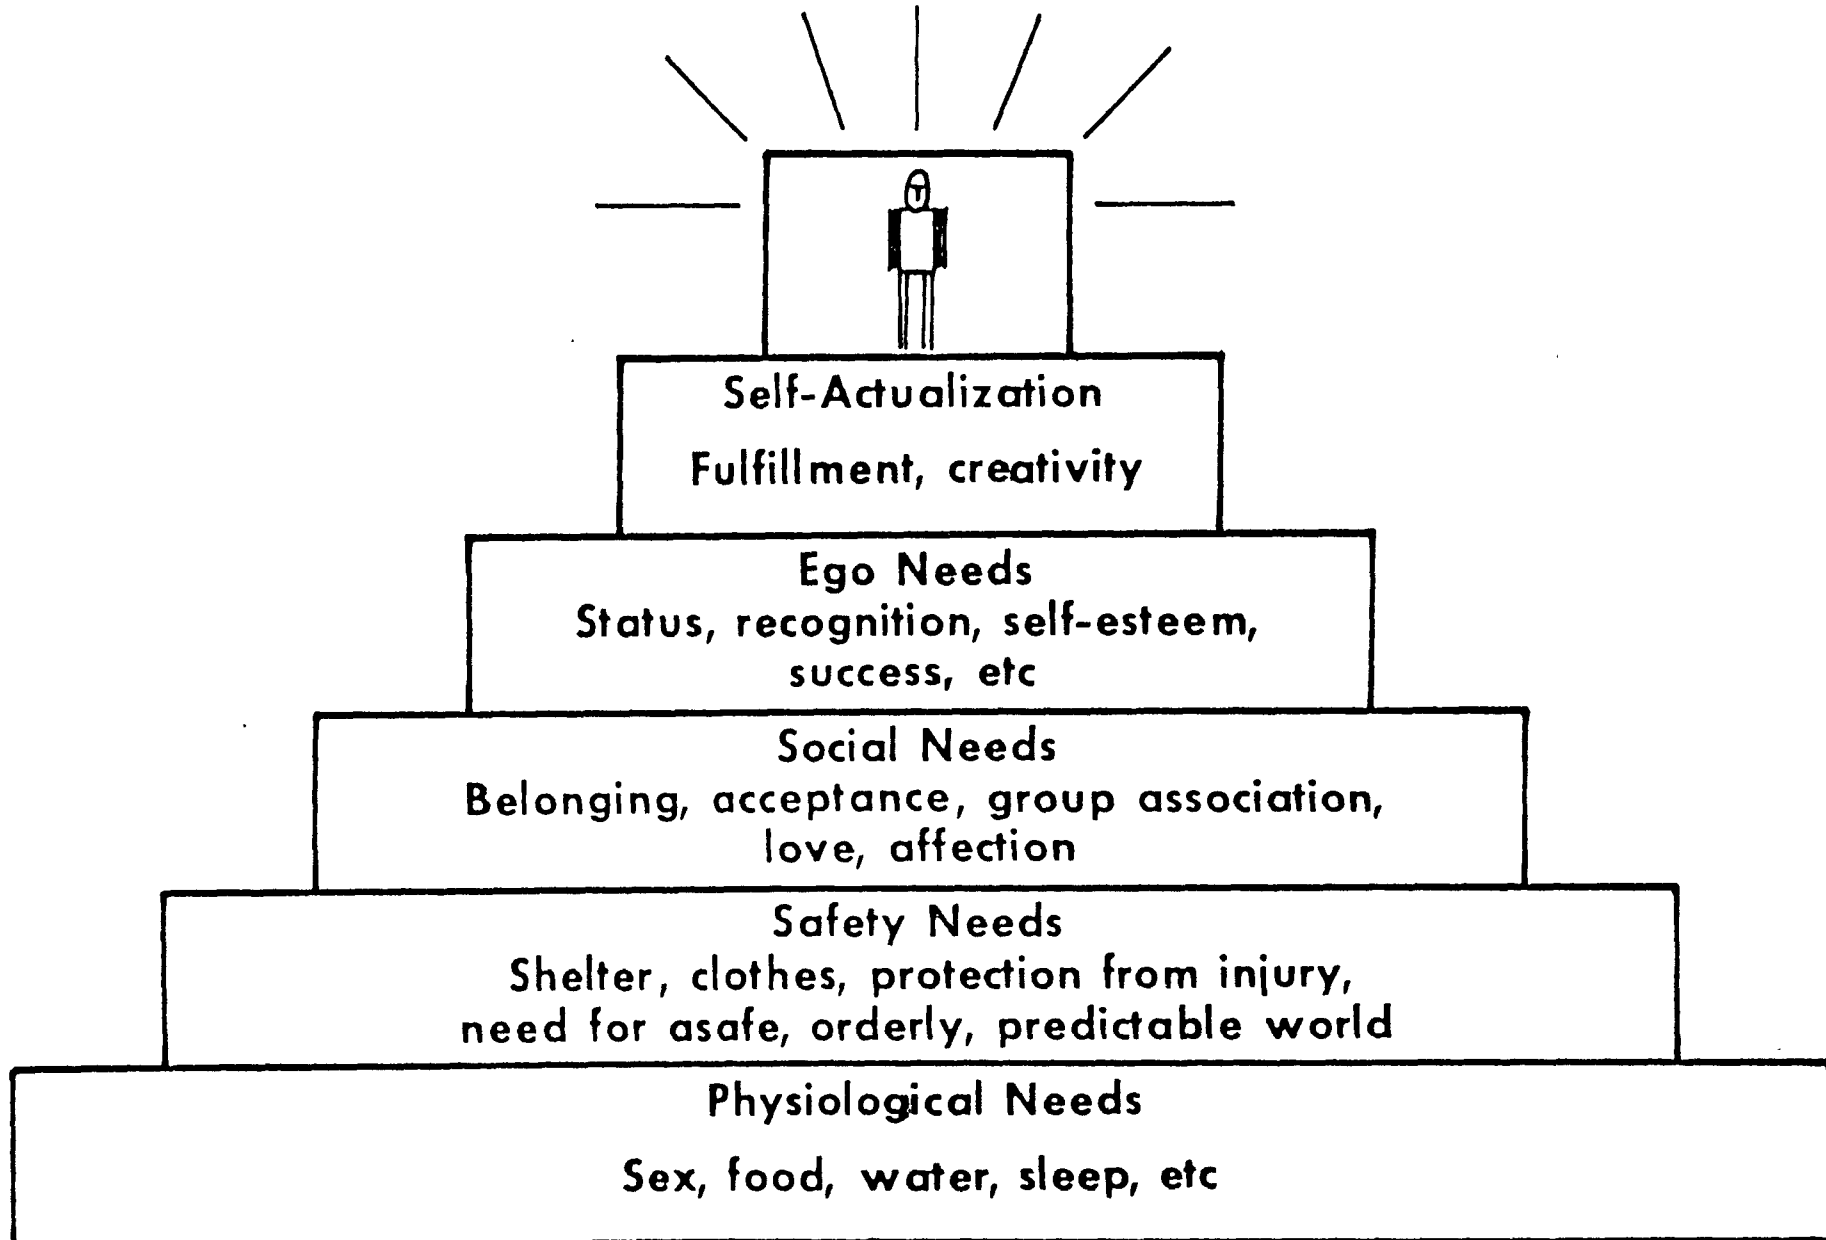 Self-Actualization
Fulfillment, creativity
Ego Needs
Status, recognition, self-esteem,
success, etc
Social Needs
Belonging, acceptance, group association,
love, affection
Safety Needs
Shelter, clothes, protection from injury,
need for asafe, orderly, predictable world
Physiological Needs
Sex, food, water, sleep, etc